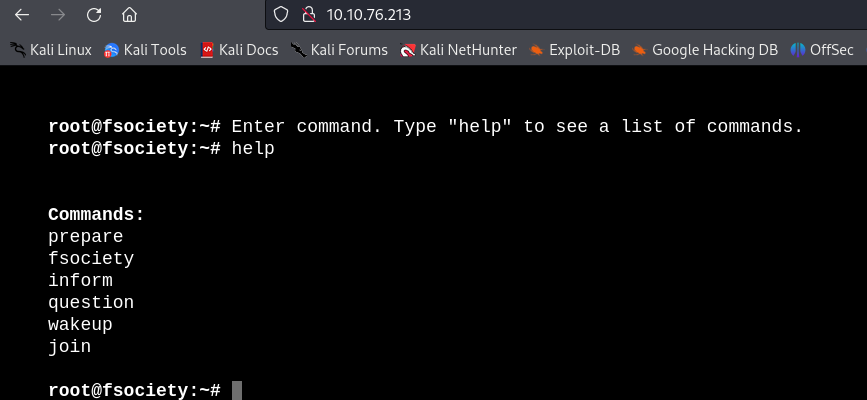 10.10.76.213
Kali Linux Kali Tools Kali Docs Kali Forums Kali NetHunter Exploit-DB Google Hacking DB OffSec
root@fsociety:~# Enter command. Type "help" to see a list of commands.
root@fsociety:~# help
Commands:
prepare
fsociety
inform
question
wakeup
join
root@fsociety:~#